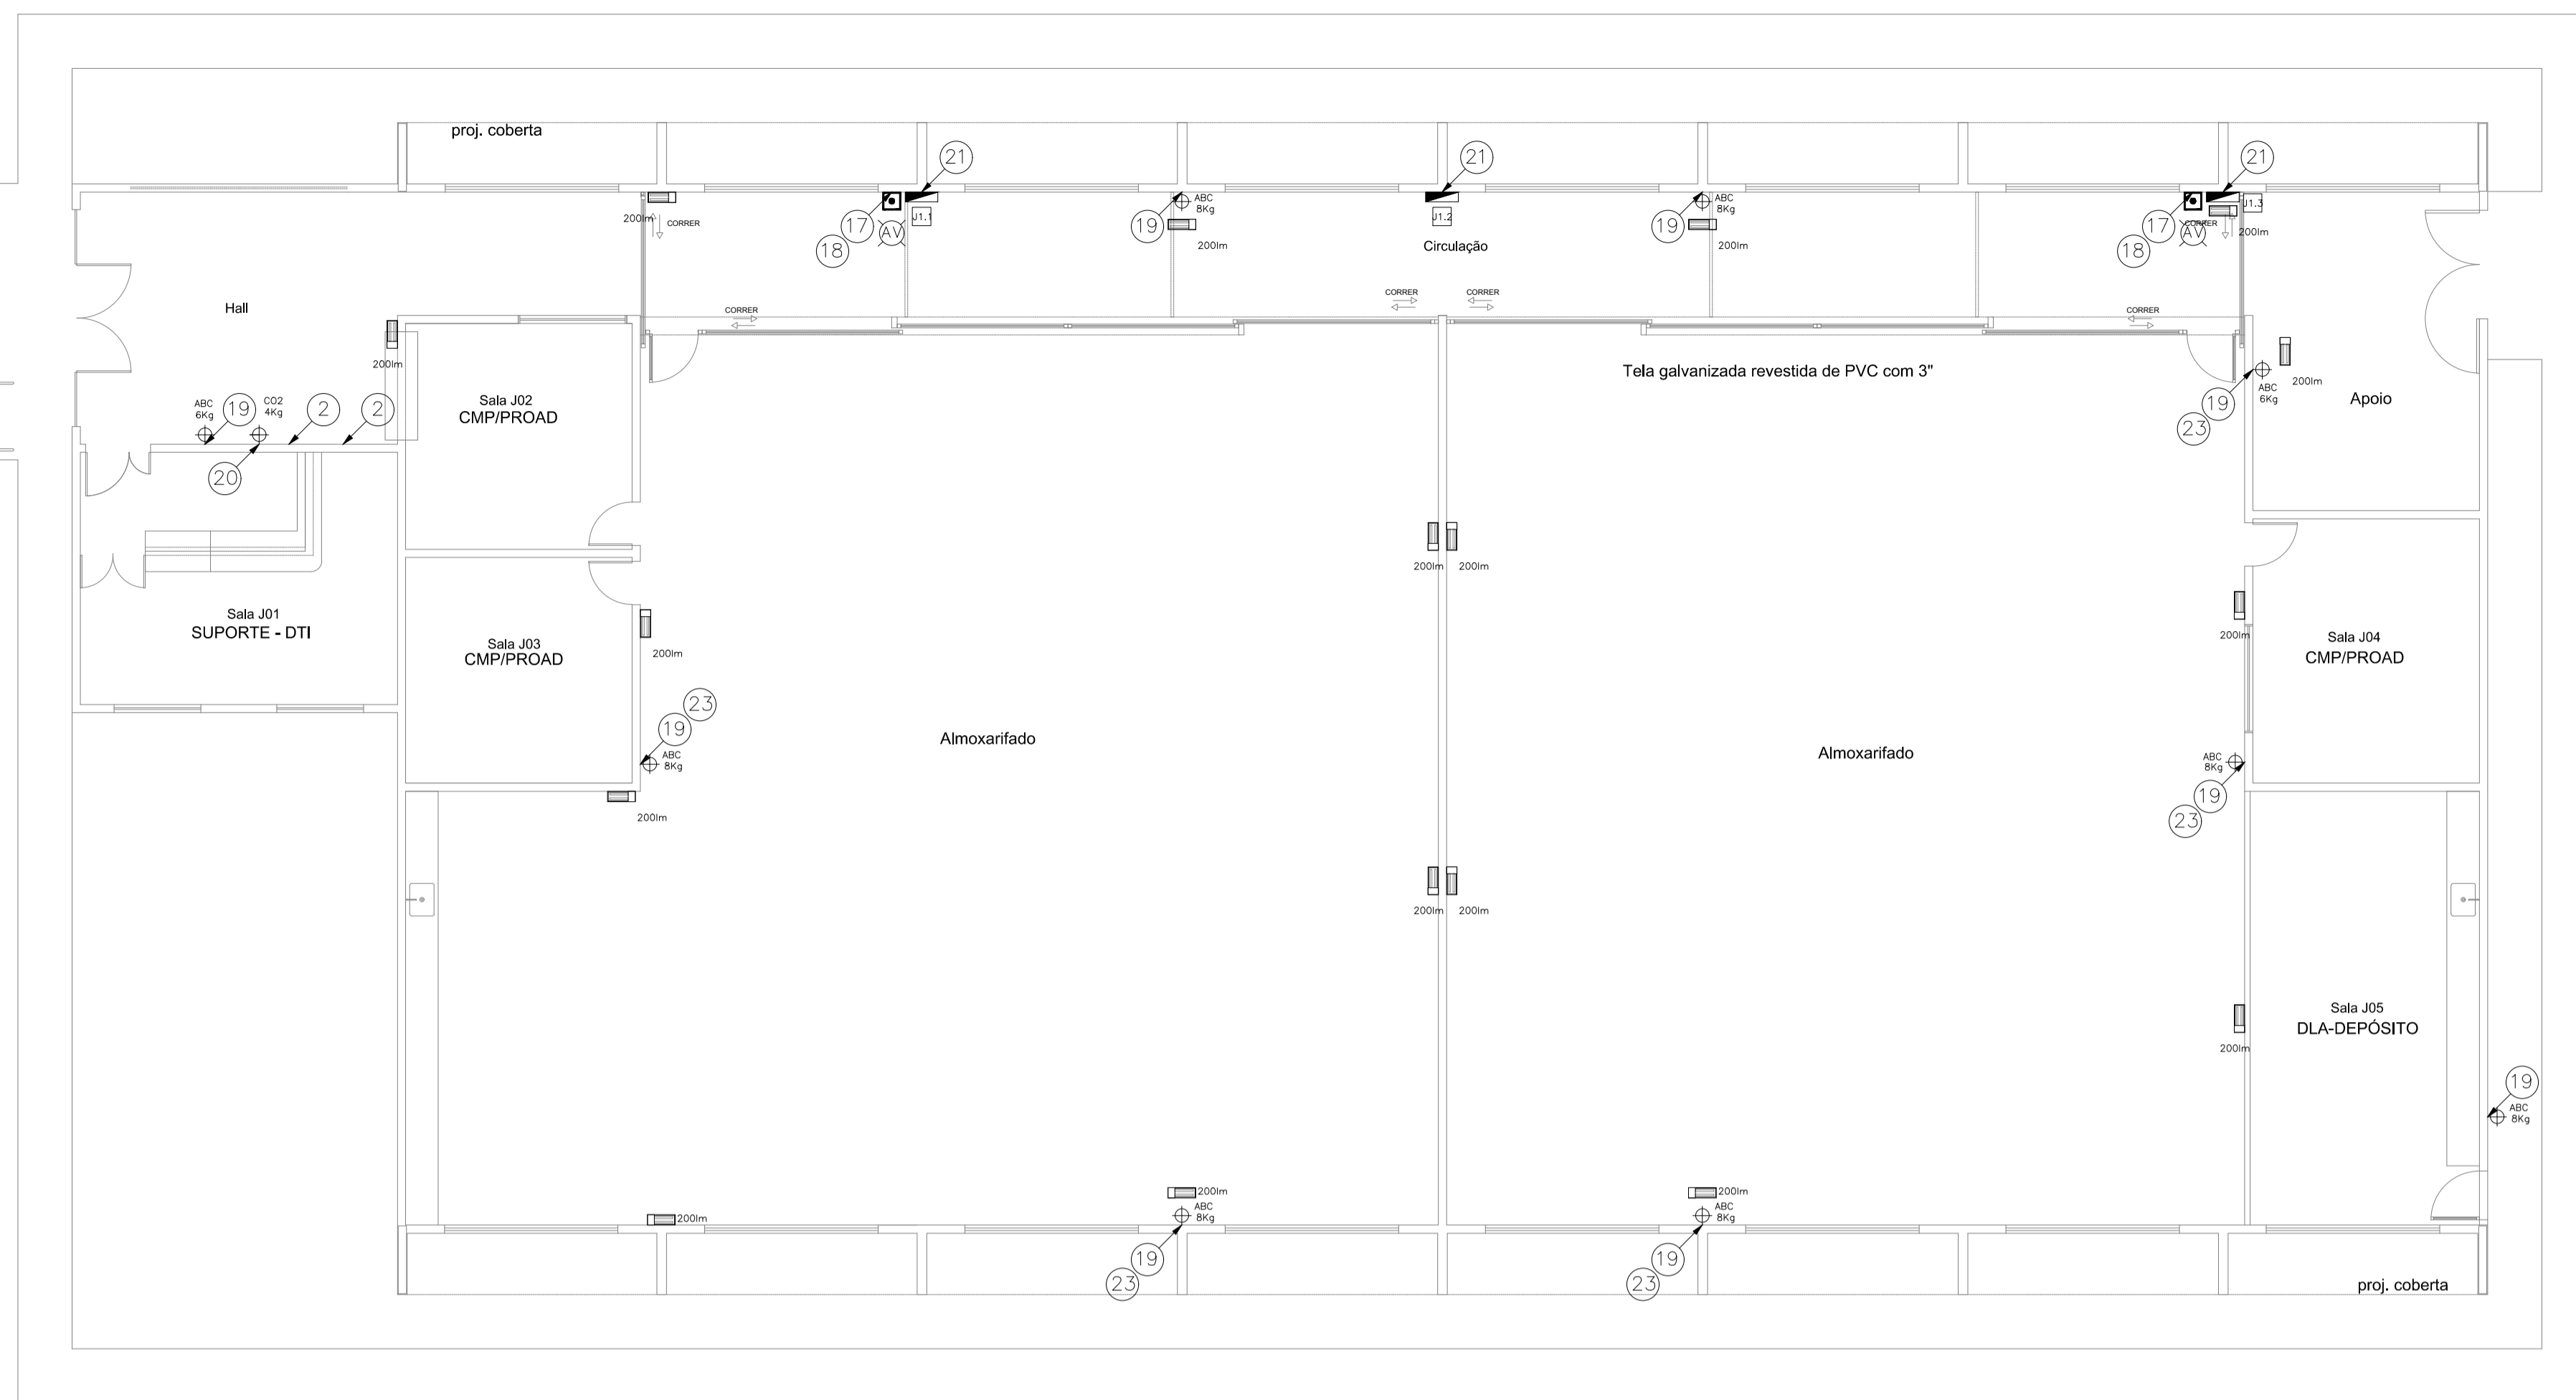 proj. coberta
21
21
21
ABC
8Kg
ABC
8Kg
J1.1
J1.2
J1.3
200lm
CORRER
17
AV
18
19
200lm
Circulação
19
200lm
17
CORRER
AV
18
200lm
CORRER
CORRER
CORRER
CORRER
Hall
200lm
ABC
6Kg
19
CO2
4Kg
2
2
20
Sala J02
CMP/PROAD
Tela galvanizada revestida de PVC com 3"
200lm
ABC
6Kg
19
23
Apoio
200lm
200lm
Sala J01
SUPORTE - DTI
Sala J03
CMP/PROAD
200lm
200lm
Sala J04
CMP/PROAD
23
19
ABC
8Kg
Almoxarifado
Almoxarifado
ABC
8Kg
19
23
200lm
200lm
200lm
Sala J05
DLA-DEPÓSITO
200lm
19
ABC
8Kg
200lm
200lm
ABC
8Kg
19
23
200lm
ABC
8Kg
19
23
proj. coberta